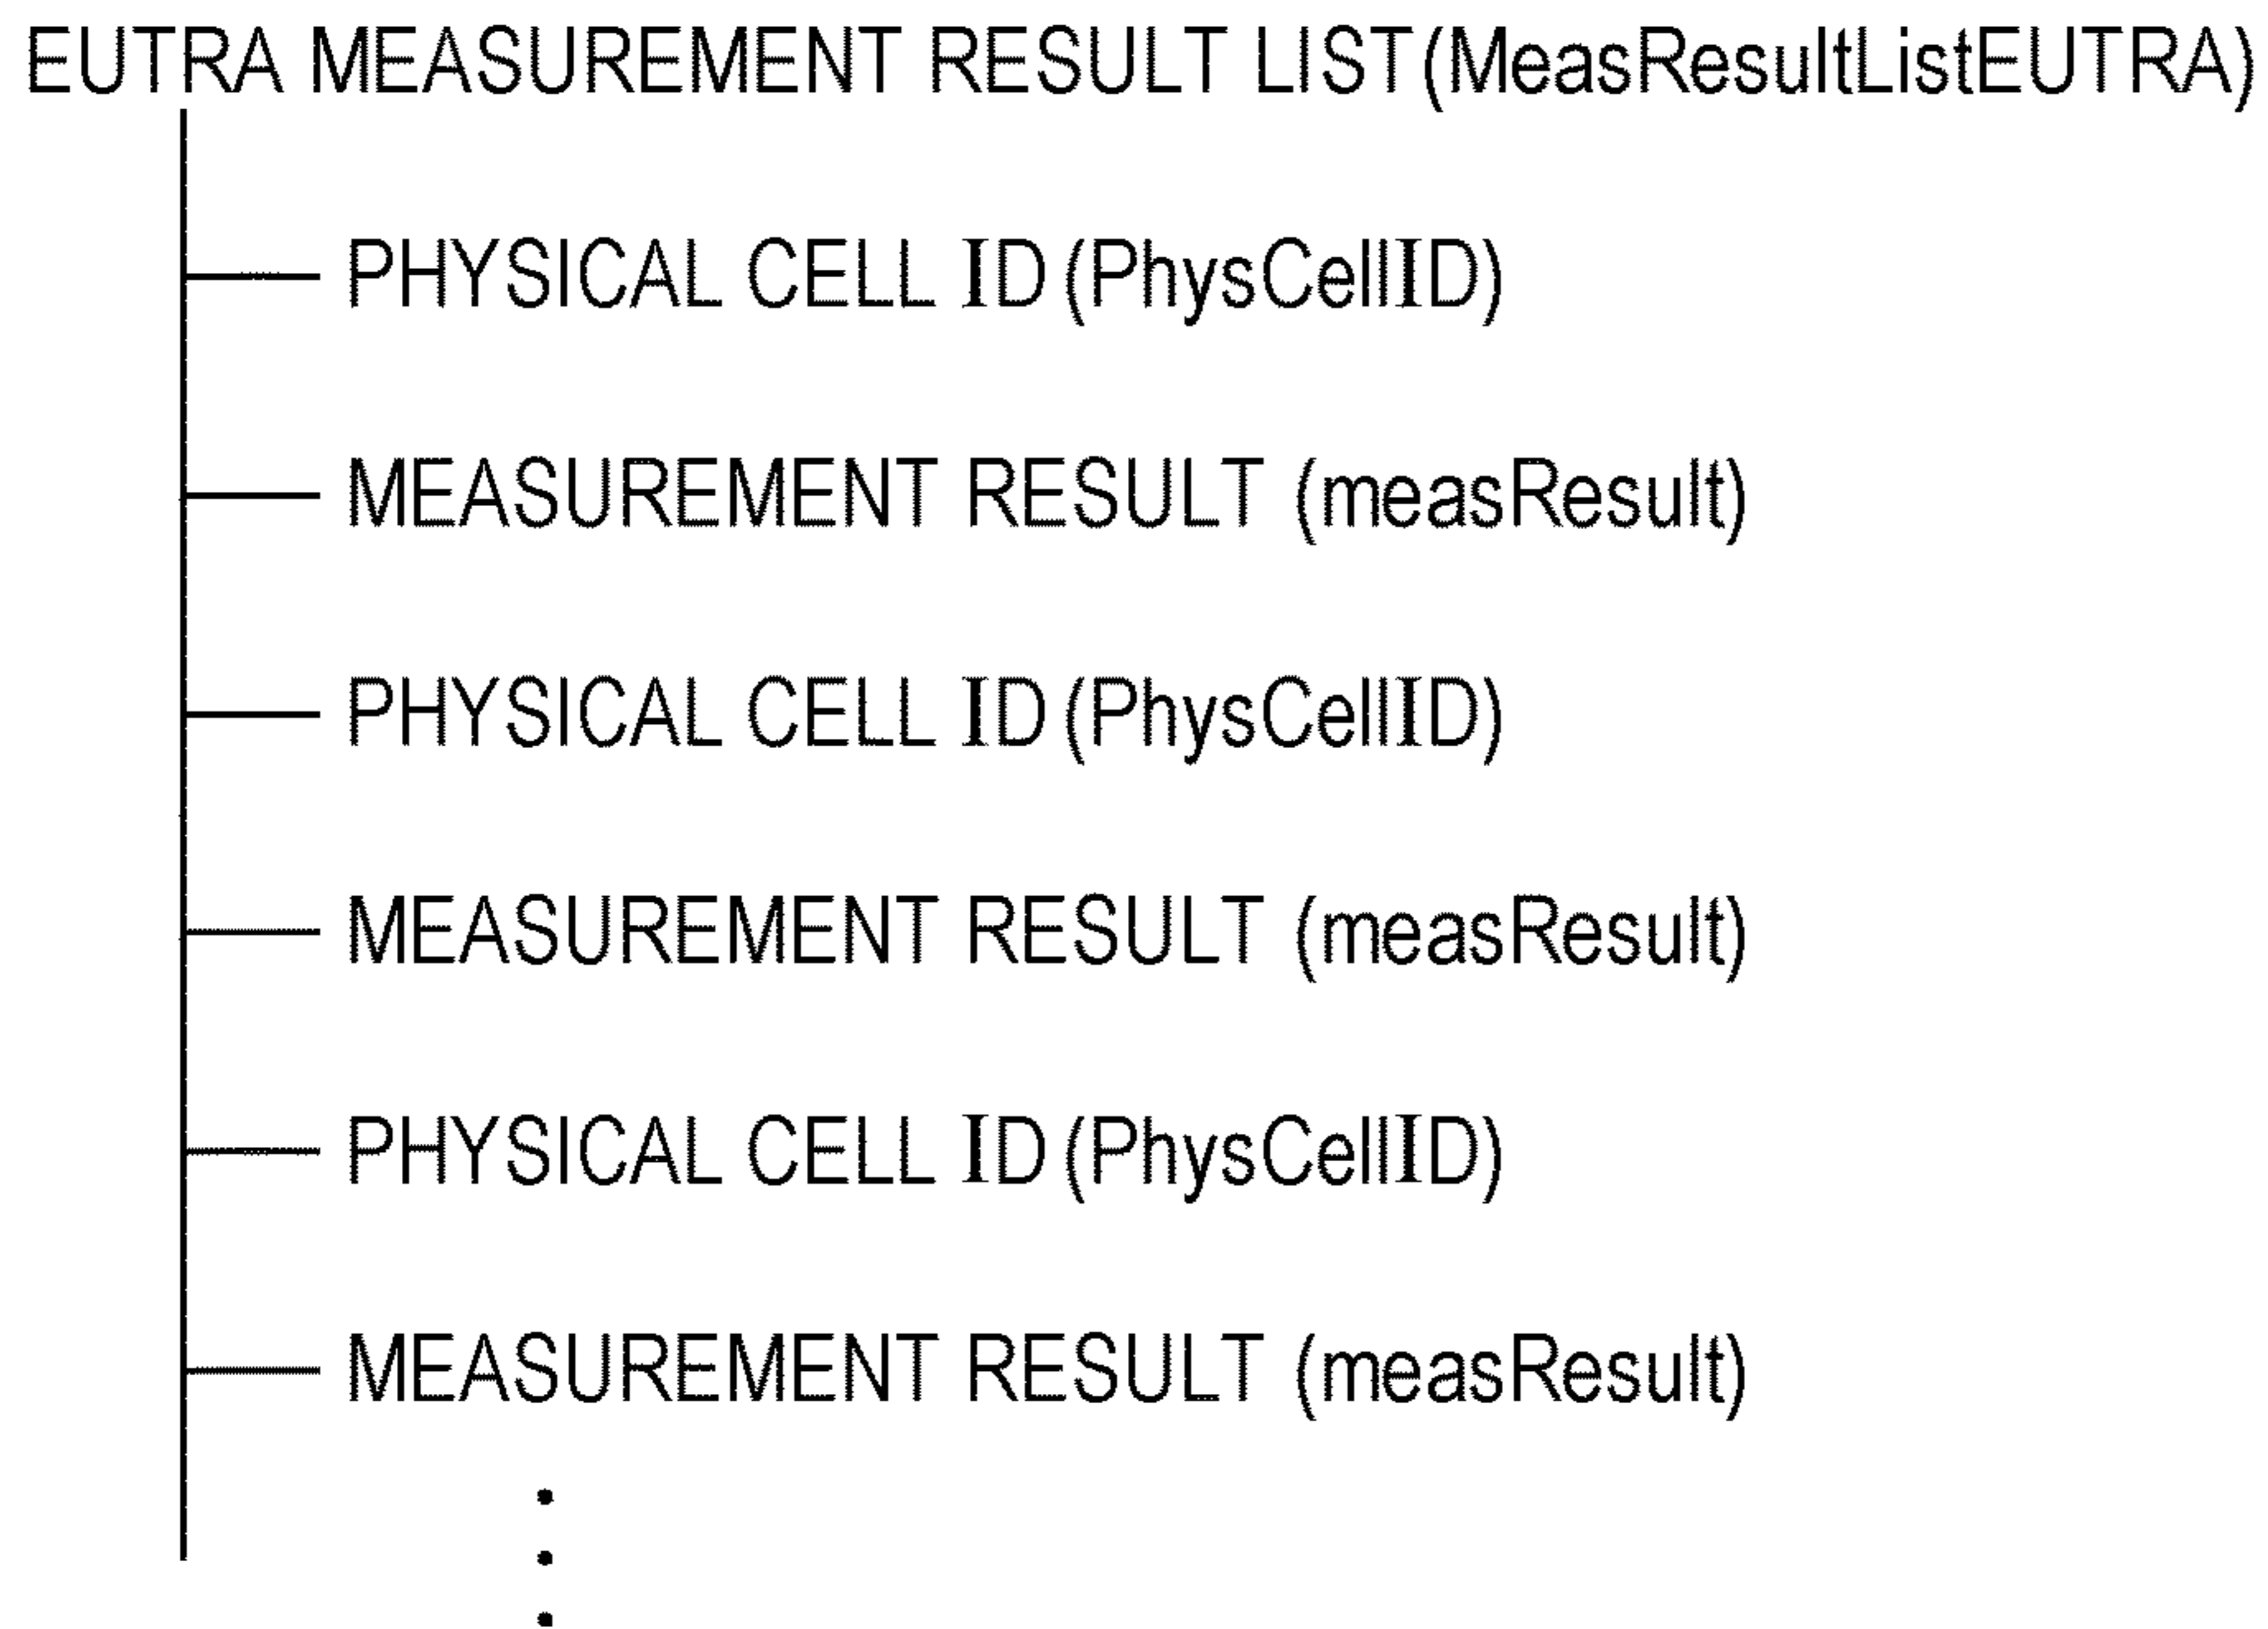 EUTRA MEASUREMENT RESULT LIST(MeasResultListEUTRA)
PHYSICAL CELL ID (PhysCellID)
MEASUREMENT RESULT (measResult)
PHYSICAL CELL ID (PhysCellID)
MEASUREMENT RESULT (measResult)
PHYSICAL CELL ID (PhysCellID)
MEASUREMENT RESULT (measResult)